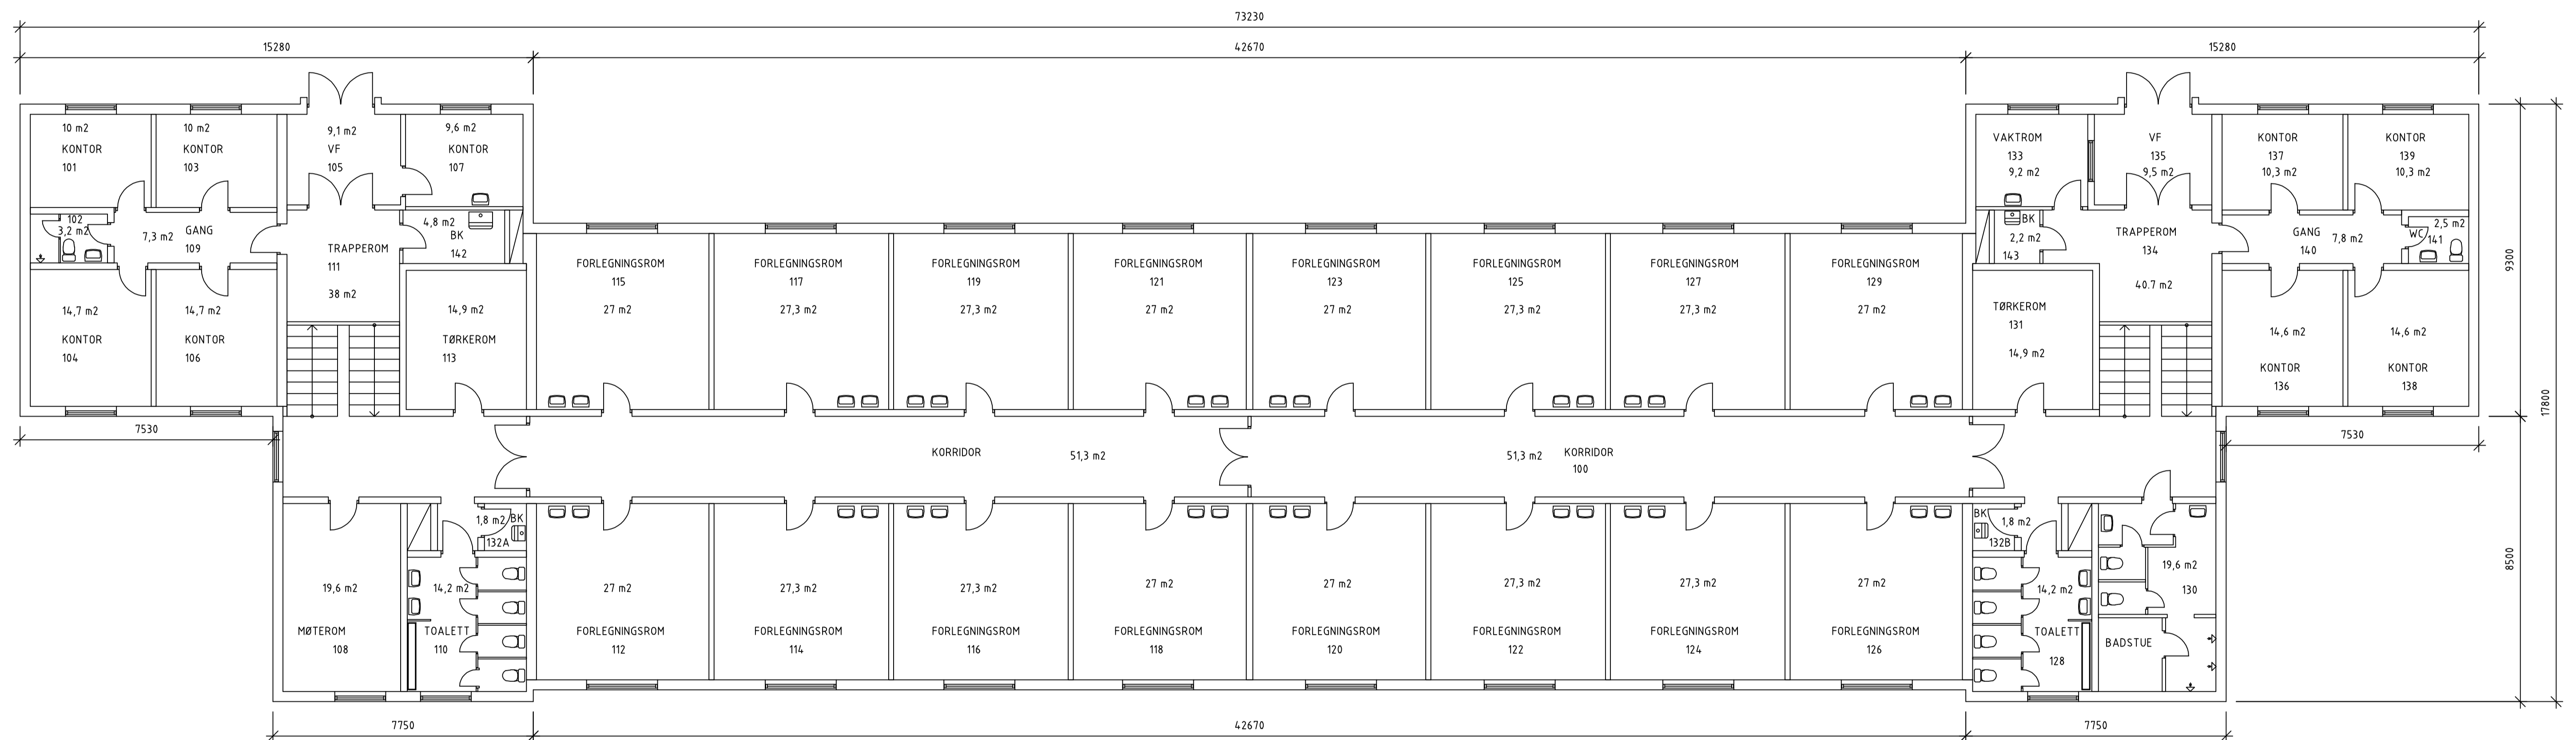 73230
15280
42670
15280
10 m2
KONTOR
101
10 m2
KONTOR
103
9,1 m2
VF
105
9,6 m2
KONTOR
107
VAKTROM
133
9,2 m2
VF
135
9,5 m2
KONTOR
137
10,3 m2
KONTOR
139
10,3 m2
102
3,2 m2
7,3 m2
GANG
109
TRAPPEROM
111
38 m2
4,8 m2
BK
142
BK
2,2 m2
143
TRAPPEROM
134
40.7 m2
GANG
140
7,8 m2
WC
2,5 m2
141
14,7 m2
KONTOR
104
14,7 m2
KONTOR
106
14,9 m2
TØRKEROM
113
FORLEGNINGSROM
115
27 m2
FORLEGNINGSROM
117
27,3 m2
FORLEGNINGSROM
119
27,3 m2
FORLEGNINGSROM
121
27 m2
FORLEGNINGSROM
123
27 m2
FORLEGNINGSROM
125
27,3 m2
FORLEGNINGSROM
127
27,3 m2
FORLEGNINGSROM
129
27 m2
TØRKEROM
131
14,9 m2
14,6 m2
KONTOR
136
14,6 m2
KONTOR
138
9300
17800
8500
7530
7530
KORRIDOR
51,3 m2
51,3 m2
KORRIDOR
100
19,6 m2
MØTEROM
108
14,2 m2
TOALETT
110
1,8 m2
BK
132A
27 m2
FORLEGNINGSROM
112
27,3 m2
FORLEGNINGSROM
114
27,3 m2
FORLEGNINGSROM
116
27 m2
FORLEGNINGSROM
118
27 m2
FORLEGNINGSROM
120
27,3 m2
FORLEGNINGSROM
122
27,3 m2
FORLEGNINGSROM
124
27 m2
FORLEGNINGSROM
126
BK
1,8 m2
132B
14,2 m2
TOALETT
128
19,6 m2
130
BADSTUE
7750
42670
7750